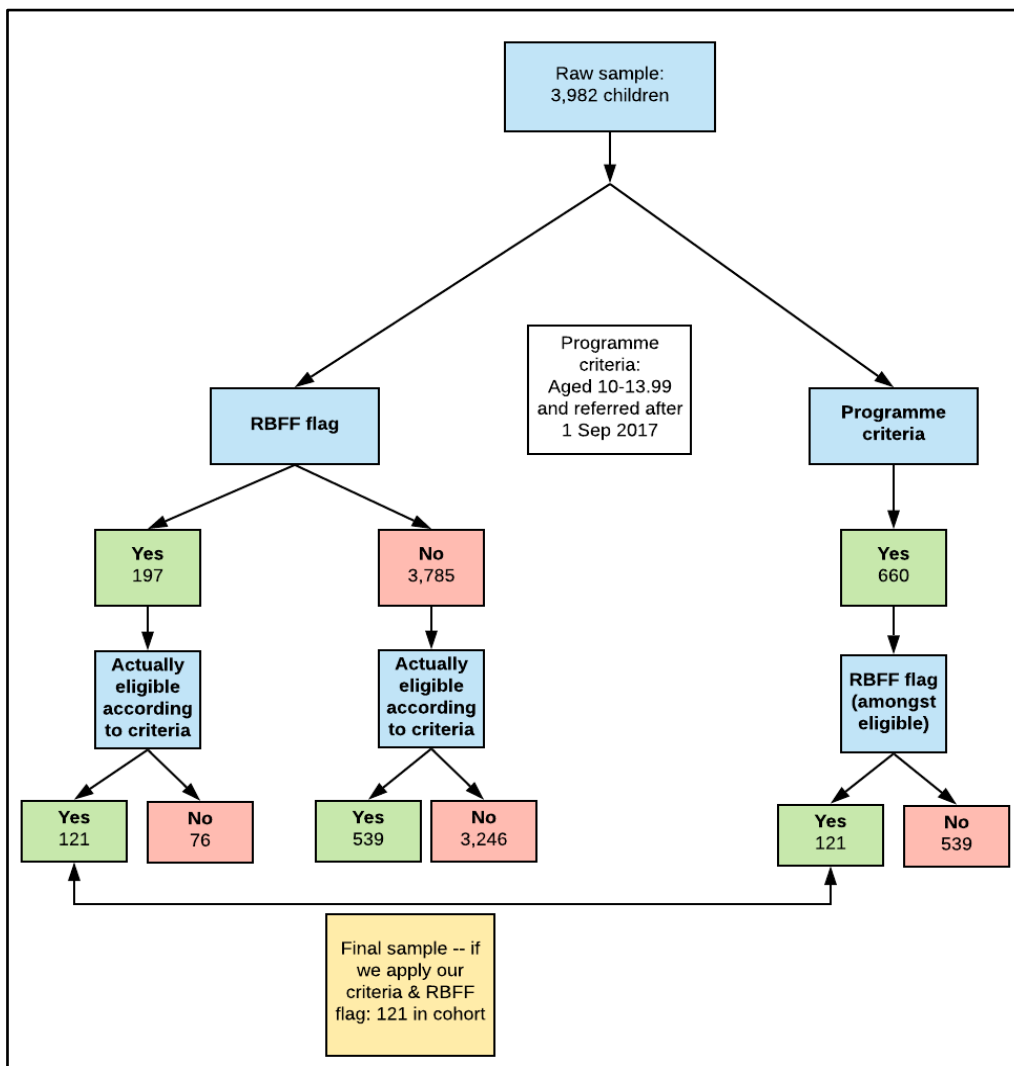 Raw sample:
3,982 children
Programme
criteria:
Aged 10-13.99
and referred after
1 Sep 2017
RBFF flag
Programme
criteria
Yes
197
No
3,785
Yes
660
Actually
eligible
according
to criteria
Actually
eligible
according
to criteria
RBFF flag
(amongst
eligible)
Yes
121
No
76
Yes
539
No
3,246
Yes
121
No
539
Final sample -- if
we apply our
criteria & RBFF
flag: 121 in cohort